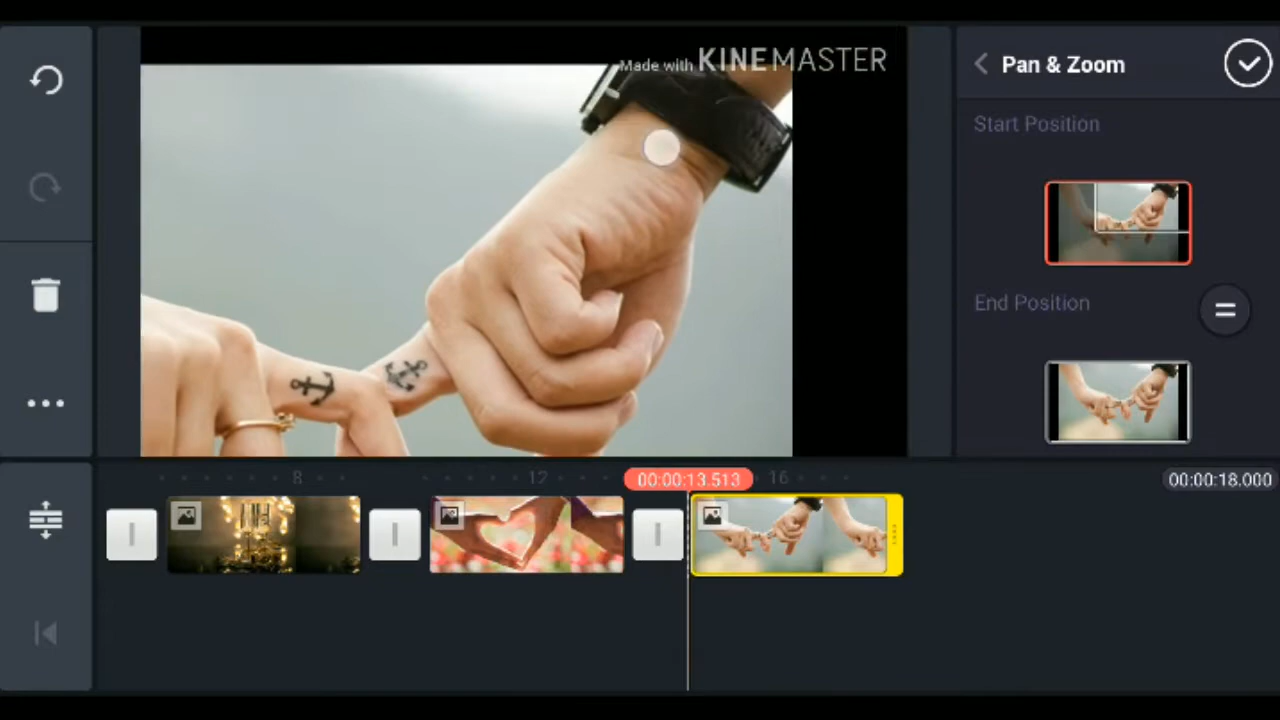 Made with KINEMASTER
Pan & Zoom
Start Position
End Position
8
12
00:00:13.513
16
00:00:18.000